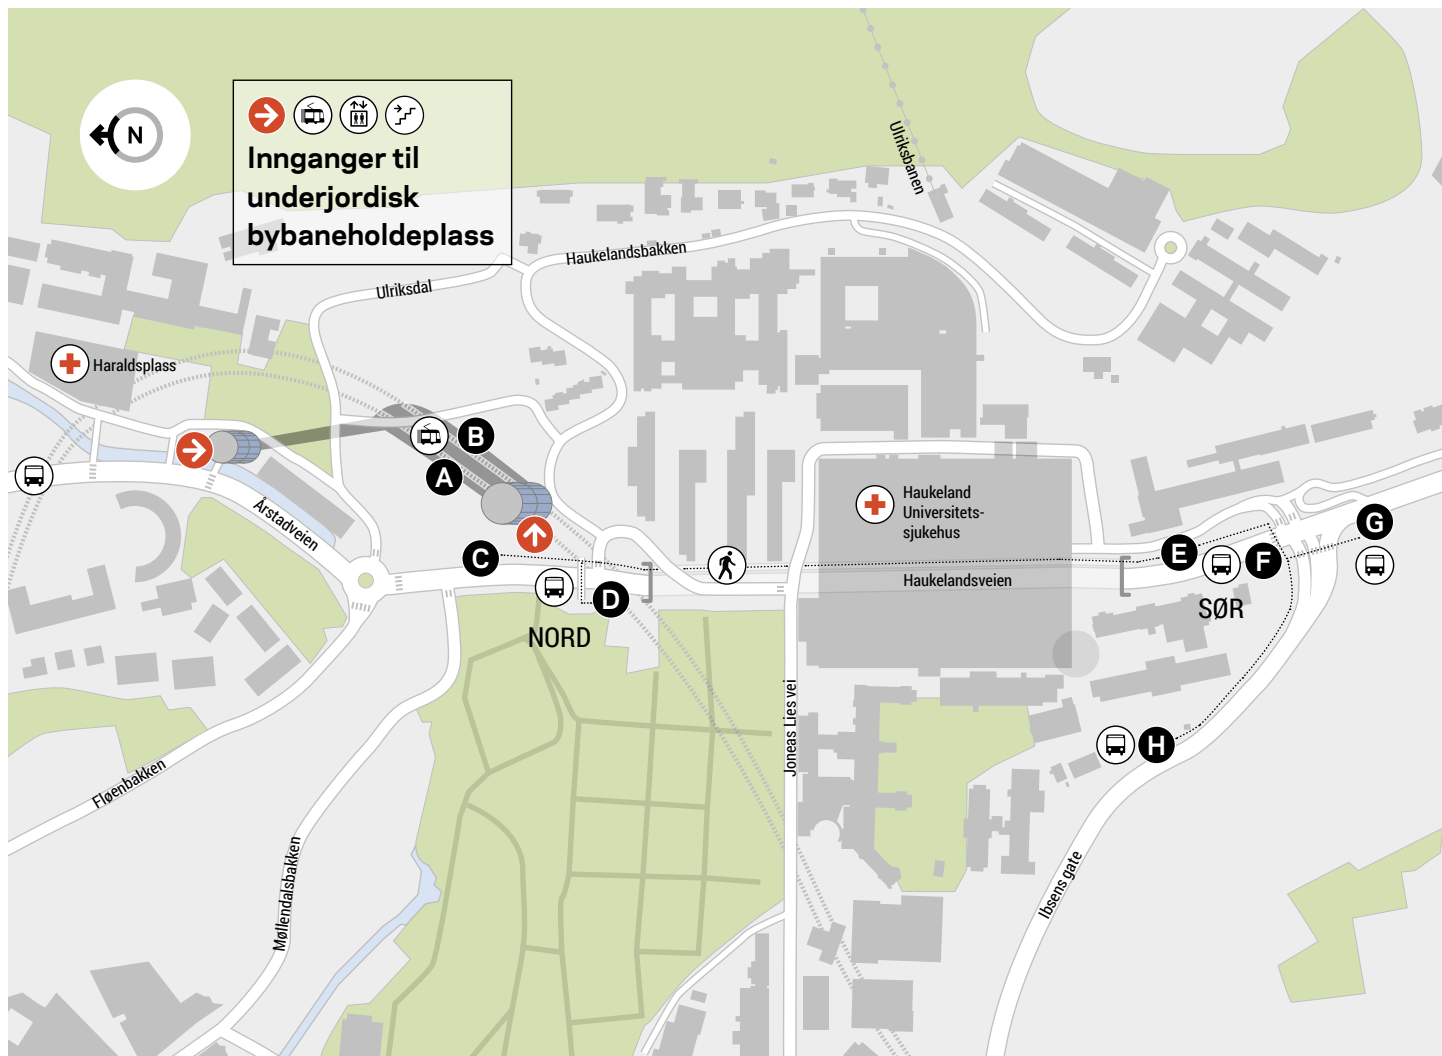 N
Innganger til
underjordisk
bybaneholdeplass
Ulriksbanen
Haukelandsbakken
Ulriksdal
Haraldsplass
B
A
Årstadveien
C
D
NORD
Haukeland
Universitets-
sjukehus
Haukelandsveien
E
F
G
SØR
H
Joneas Lies vei
Fløenbakken
Møllendalsbakken
Ibsens gate